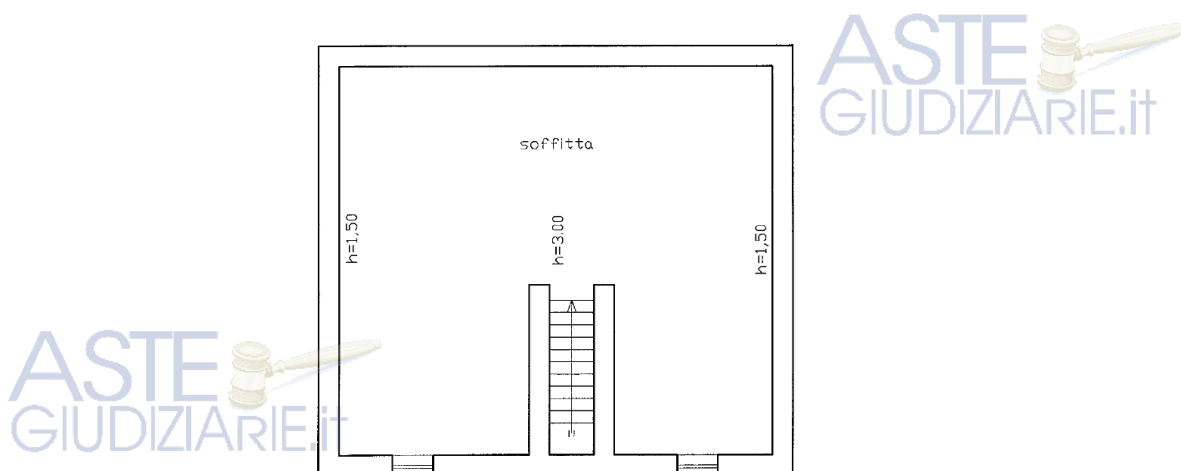 ASTE
GIUDIZIARIE.it
soffitta
h=1,50
h=3.00
h=1,50
ASTE
GIUDIZIARIE.it